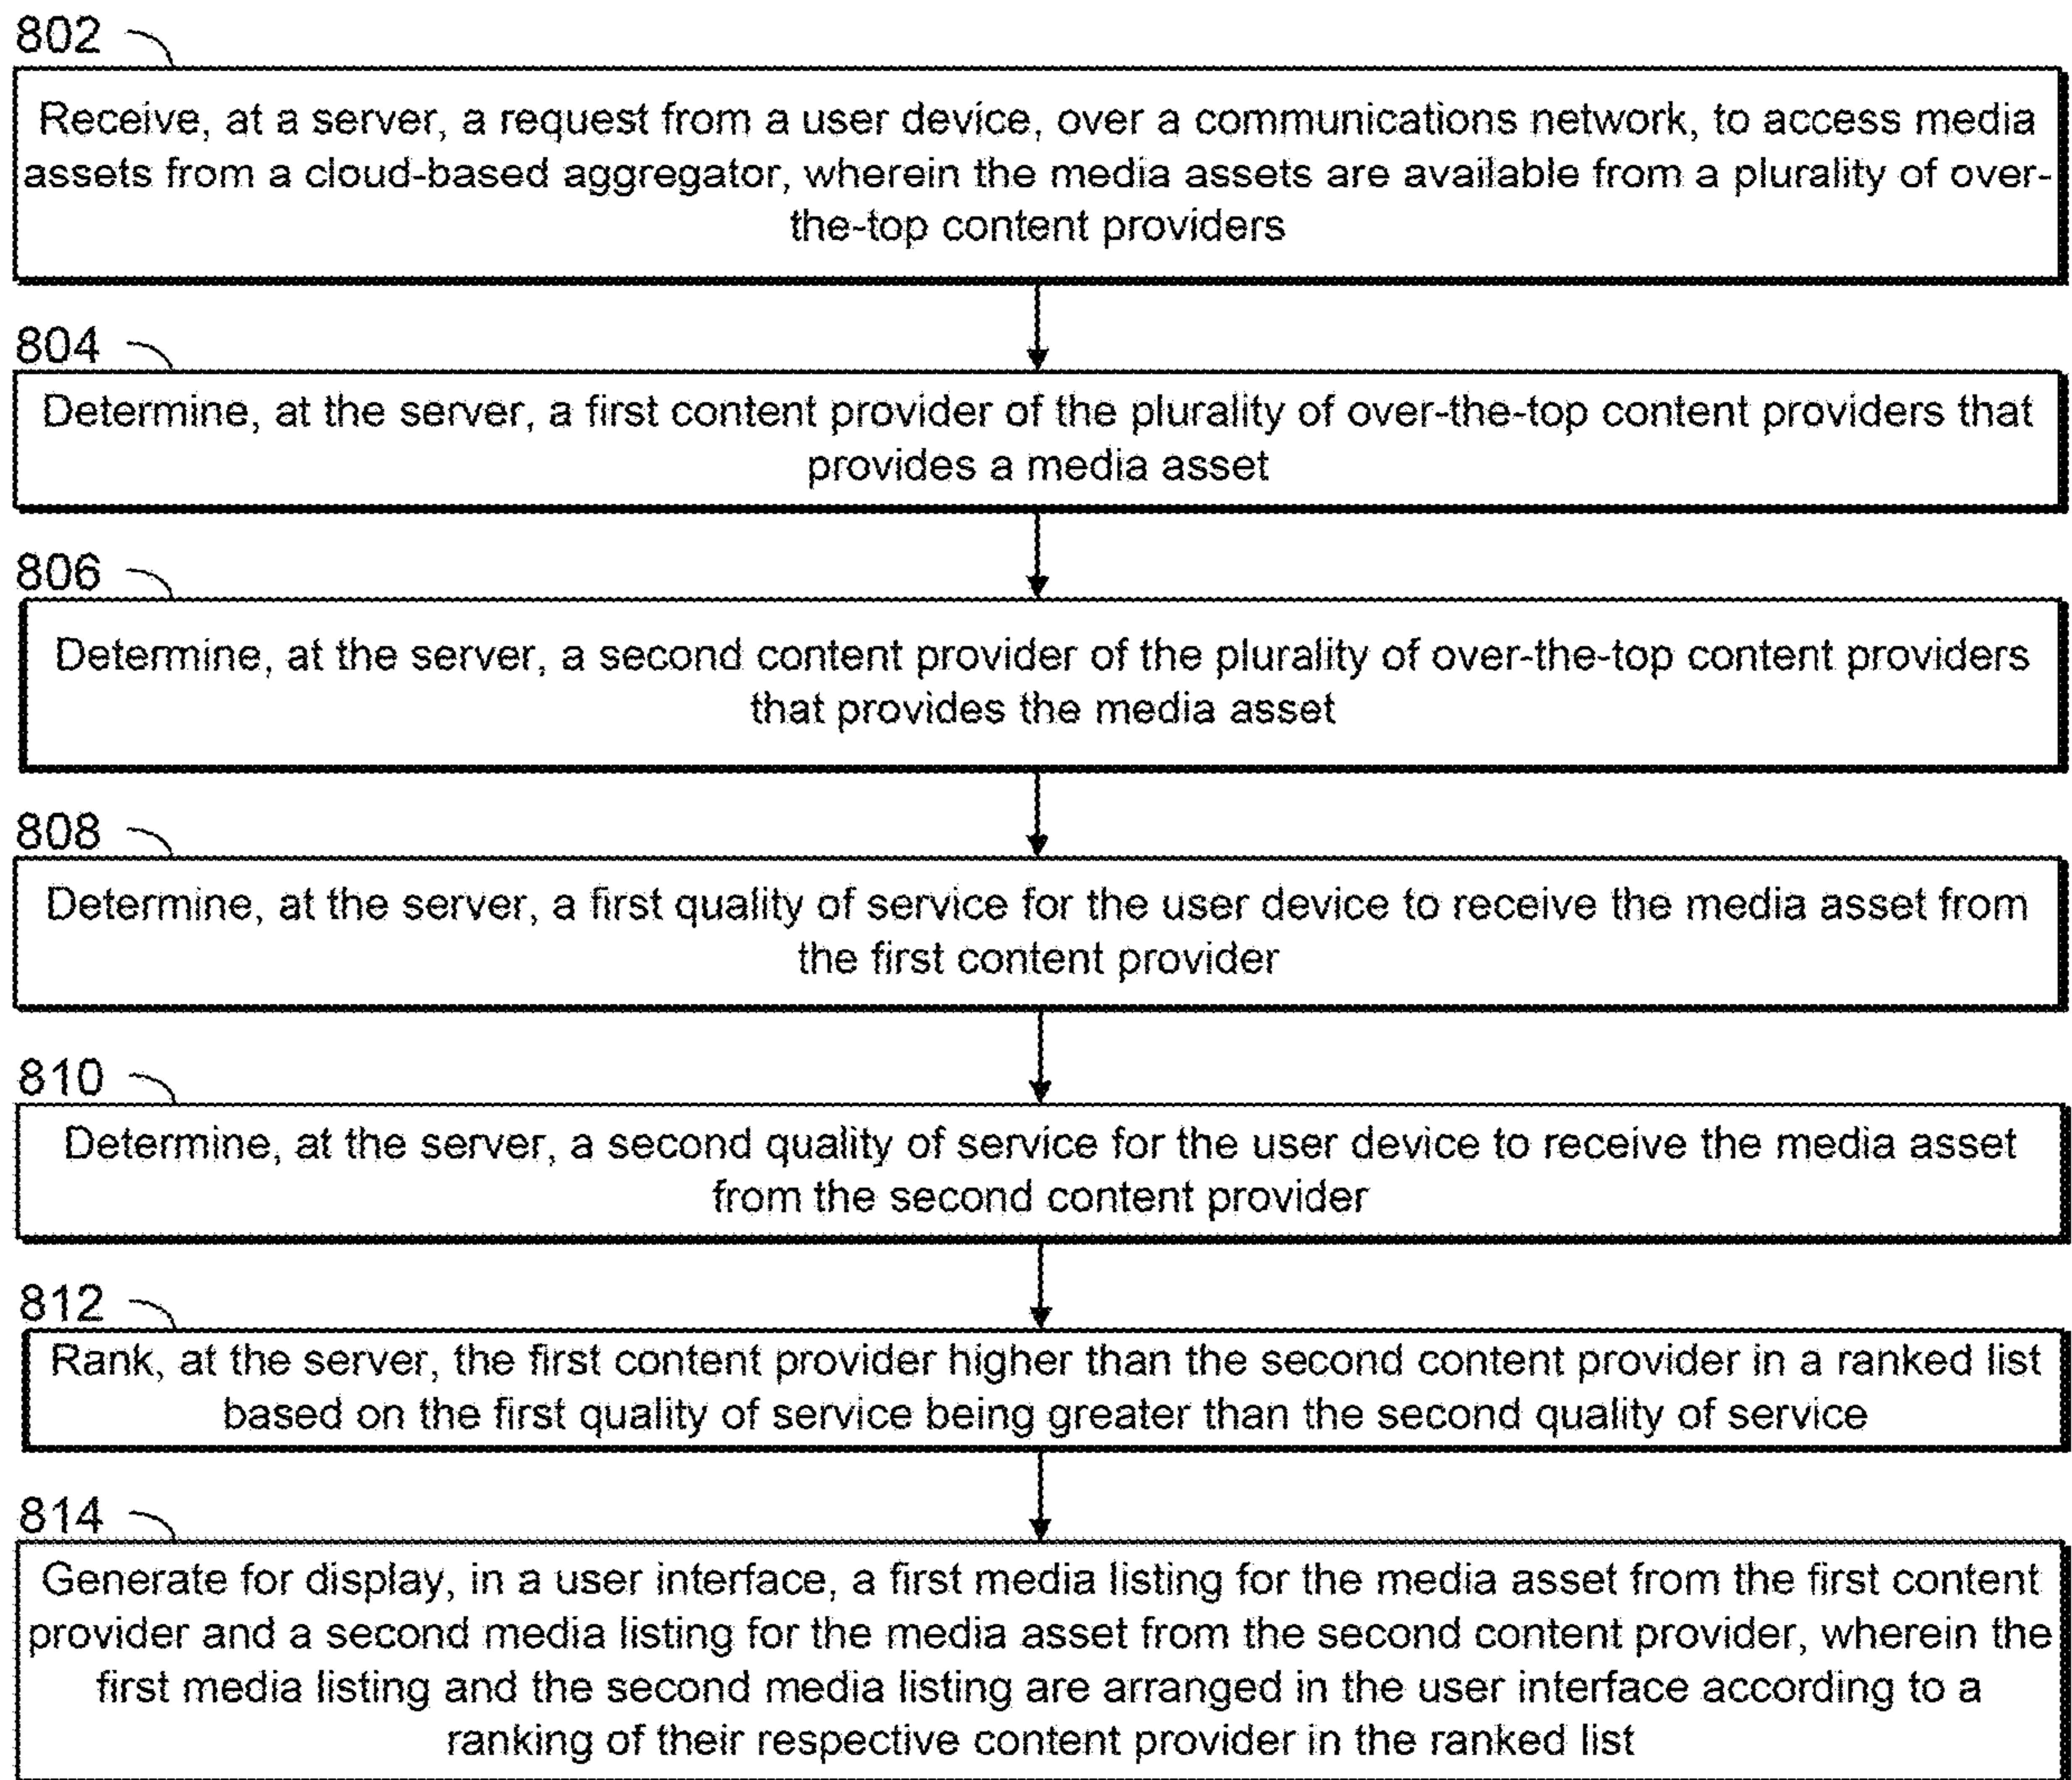 802
Receive, at a server, a request from a user device, over a communications network, to access media
assets from a cloud-based aggregator, wherein the media assets are available from a plurality of over-
the-top content providers
804
Determine, at the server, a first content provider of the plurality of over-the-top content providers that
provides a media asset
806
Determine, at the server, a second content provider of the plurality of over-the-top content providers
that provides the media asset
808
Determine, at the server, a first quality of service for the user device to receive the media asset from
the first content provider
810
Determine, at the server, a second quality of service for the user device to receive the media asset
from the second content provider
812
Rank, at the server, the first content provider higher than the second content provider in a ranked list
based on the first quality of service being greater than the second quality of service
814
Generate for display, in a user interface, a first media listing for the media asset from the first content
provider and a second media listing for the media asset from the second content provider, wherein the
first media listing and the second media listing are arranged in the user interface according to a
ranking of their respective content provider in the ranked list